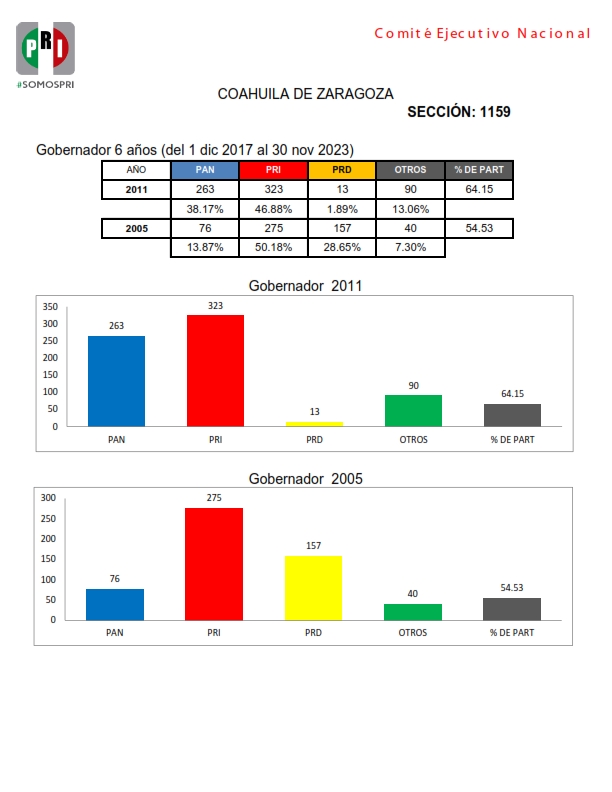 PRI
#SOMOSPRI
Comité Ejecutivo Nacional
COAHUILA DE ZARAGOZA
SECCIÓN: 1159
Gobernador 6 años (del 1 dic 2017 al 30 nov 2023)
AÑO PAN PRI PRD OTROS % DE PART
2011 263 323 13 90 64.15
38.17% 46.88% 1.89% 13.06%
2005 76 275 157 40 54.53
13.87% 50.18% 28.65% 7.30%
Gobernador 2011
350
300
250
200
150
100
50
0
263 323 13 90 64.15
PAN PRI PRD OTROS % DE PART
Gobernador 2005
300
250
200
150
100
50
0
76 275 157 40 54.53
PAN PRI PRD OTROS % DE PART